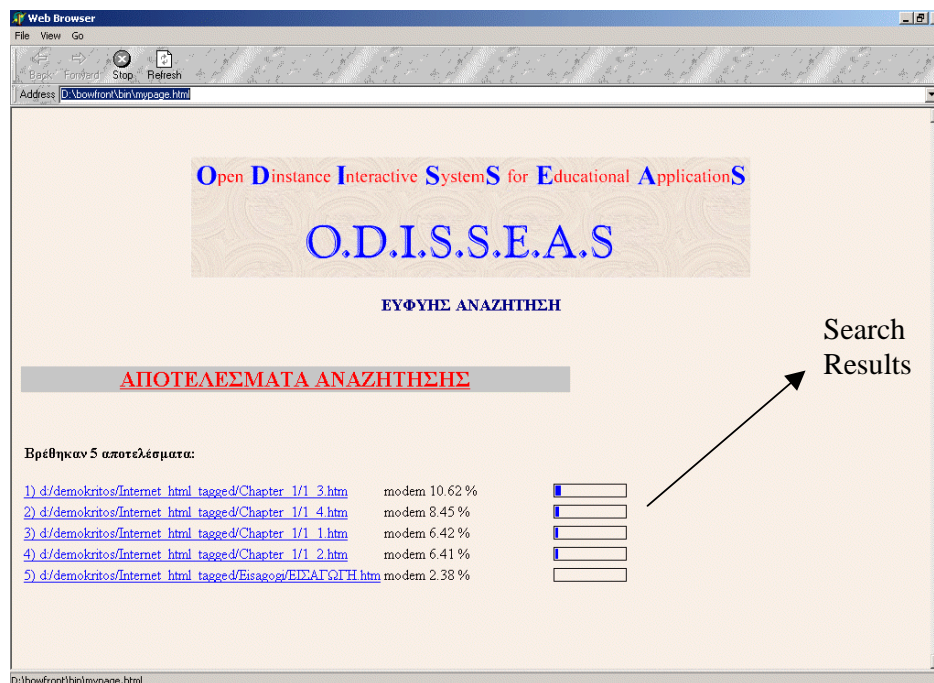 Web Browser
File View Go
Back Forward Stop Refresh
Address D:\bowfront\bin\mypage.html
Open Dinstance Interactive SystemS for Educational ApplicationS
O.D.I.S.S.E.A.S
ΕΥΦΥΗΣ ΑΝΑΖΗΤΗΣΗ
Search
Results
ΑΠΟΤΕΛΕΣΜΑΤΑ ΑΝΑΖΗΤΗΣΗΣ
Βρέθηκαν 5 αποτελέσματα:
1) d:/demokritos/Internet_html_tagged/Chapter_1/1_3.htm modem 10.62 %
2) d:/demokritos/Internet_html_tagged/Chapter_1/1_4.htm modem 8.45 %
3) d:/demokritos/Internet_html_tagged/Chapter_1/1_1.htm modem 6.42 %
4) d:/demokritos/Internet_html_tagged/Chapter_1/1_2.htm modem 6.41 %
5) d:/demokritos/Internet_html_tagged/Eisagogi/ΕΙΣΑΓΩΓΗ.htm modem 2.38 %
D:\bowfront\bin\mypage.html